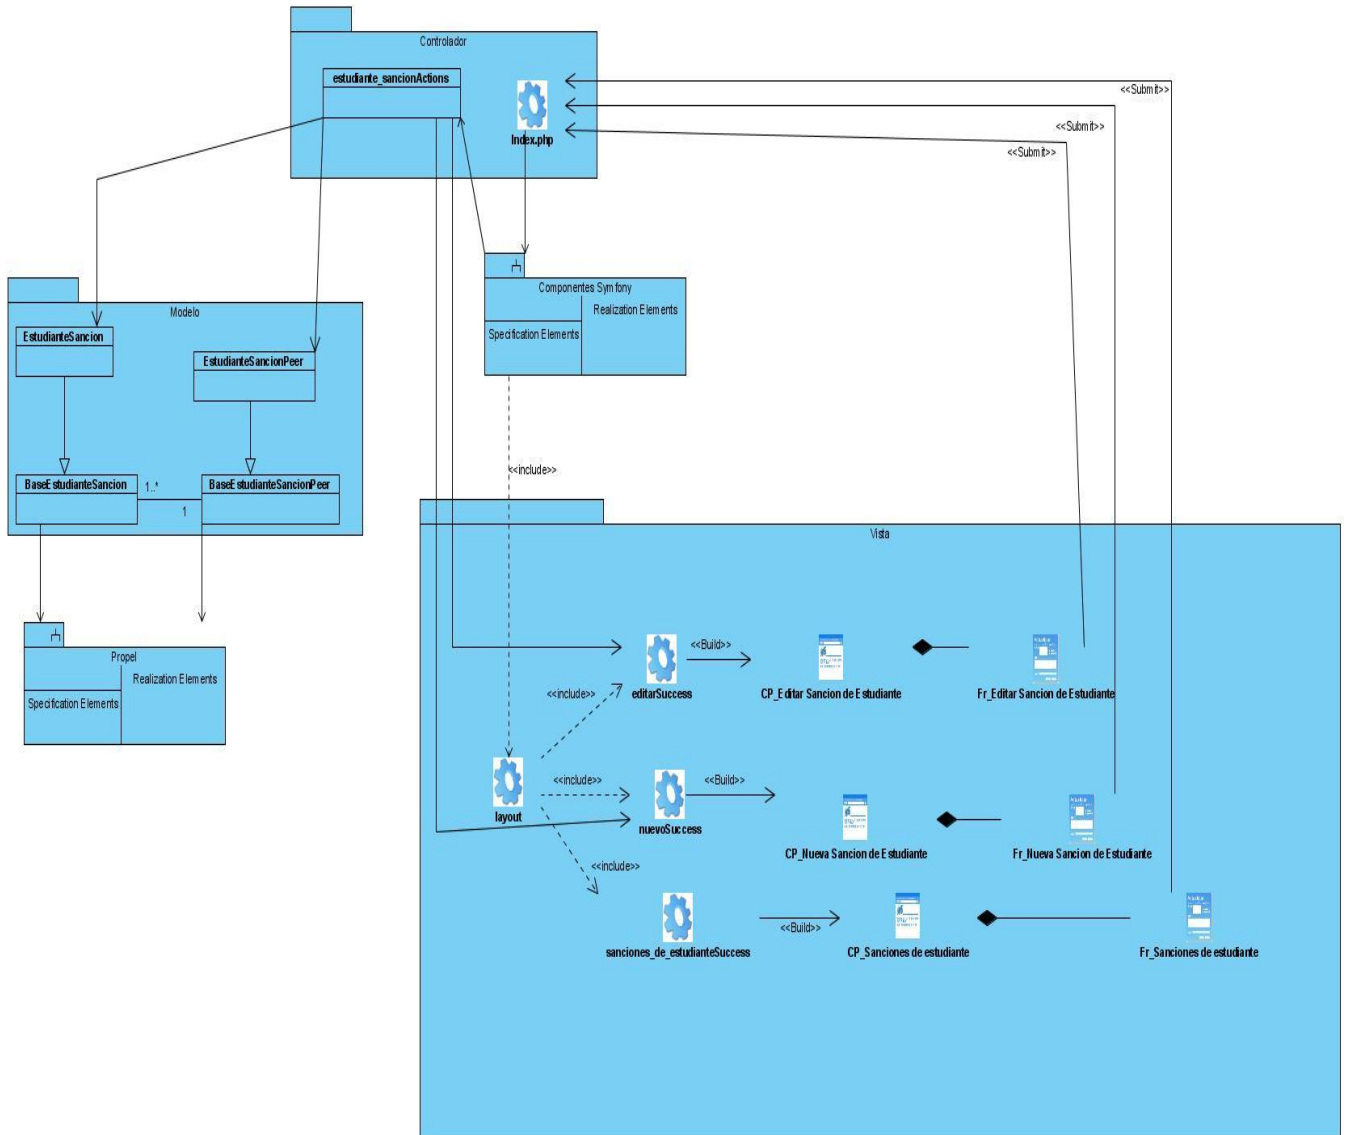 Controlador
estudiante_sancionActions
Index.php
<<Submit>>
<<Submit>>
<<Submit>>
Componentes Symfony
Realization Elements
Specification Elements
Modelo
EstudianteSancion
EstudianteSancionPeer
BaseEstudianteSancion
1..*
1
BaseEstudianteSancionPeer
<<include>>
Propel
Realization Elements
Specification Elements
Vista
editarSuccess
<<Build>>
CP_Editar Sancion de Estudiante
Fr_Editar Sancion de Estudiante
<<include>>
layout
<<include>>
nuevoSuccess
<<Build>>
CP_Nueva Sancion de Estudiante
Fr_Nueva Sancion de Estudiante
<<include>>
sanciones_de_estudianteSuccess
<<Build>>
CP_Sanciones de estudiante
Fr_Sanciones de estudiante